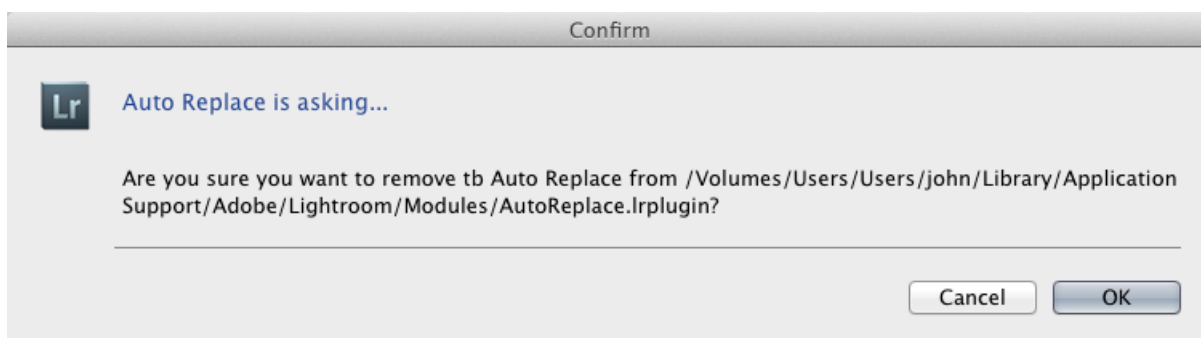 Confirm
Lr
Auto Replace is asking...
Are you sure you want to remove tb Auto Replace from /Volumes/Users/Users/john/Library/Application
Support/Adobe/Lightroom/Modules/AutoReplace.lrplugin?
Cancel
OK